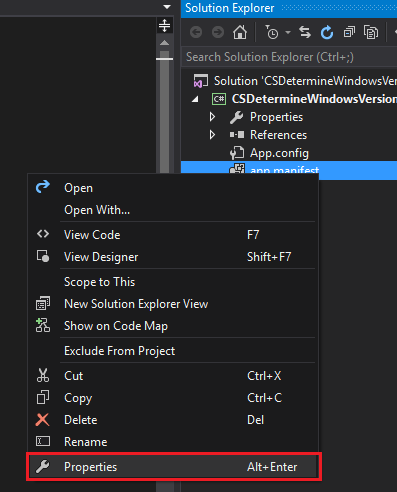 Solution Explorer
Search Solution Explorer (Ctrl+;)
Solution 'CSDetermineWindowsVer
CSDetermineWindowsVersion
Properties
References
App.config
app.manifest
Open
Open With...
View Code F7
View Designer Shift+F7
Scope to This
New Solution Explorer View
Show on Code Map
Exclude From Project
Cut Ctrl+X
Copy Ctrl+C
Delete Del
Rename
Properties Alt+Enter